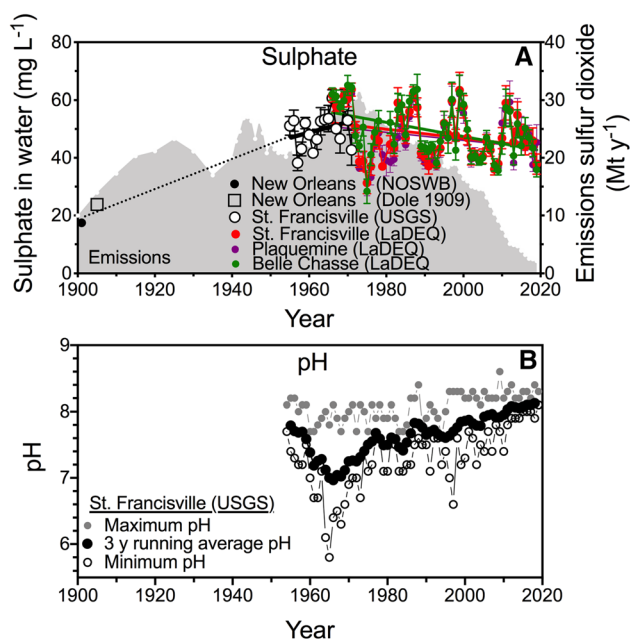 Sulphate
A
Sulphate in water (mg L-1)
80
60
40
20
0
40
30
20
10
0
Emissions sulfur dioxide
(Mt y-1)
New Orleans (NOSWB)
New Orleans (Dole 1909)
St. Francisville (USGS)
St. Francisville (LaDEQ)
Plaquemine (LaDEQ)
Belle Chasse (LaDEQ
Emissions
1900 1920 1940 1960 1980 2000 2020
Year
pH
B
pH
9
8
7
6
St. Francisville (USGS)
Maximum pH
3 y running average pH
Minimum pH
1900 1920 1940 1960 1980 2000 2020
Year